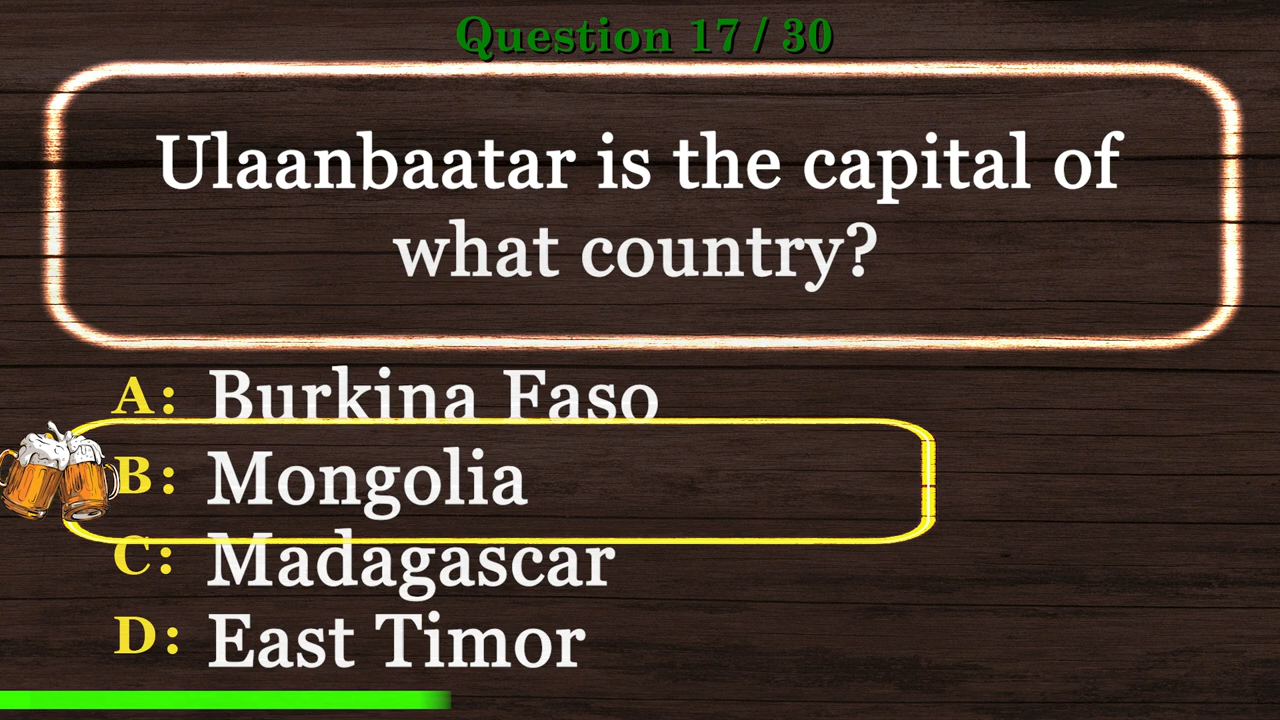 Question 17 / 30
Ulaanbaatar is the capital of
what country?
A: Burkina Faso
B: Mongolia
C: Madagascar
D: East Timor